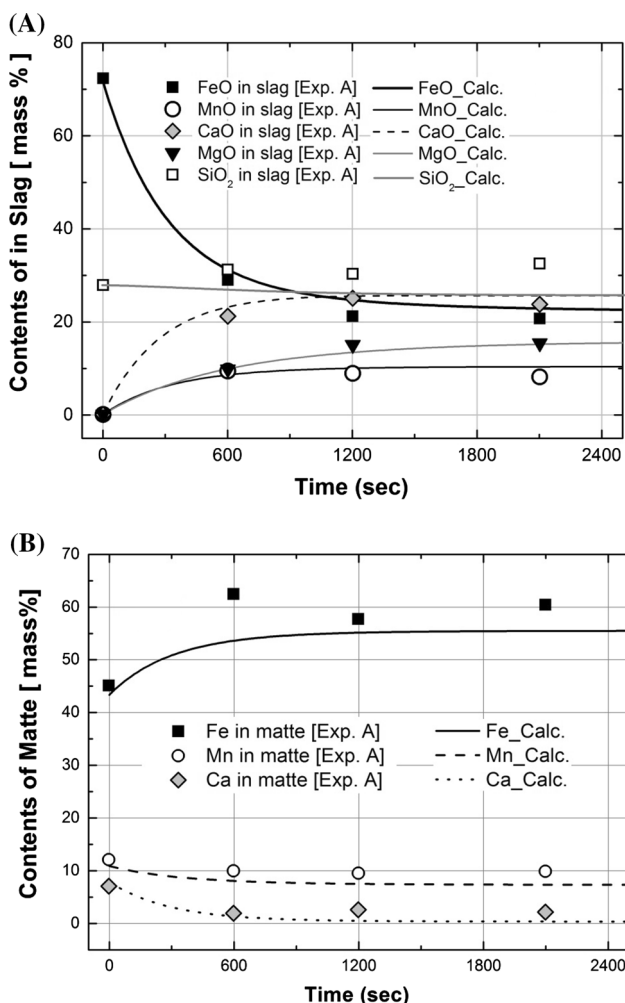 (A)
80
60
40
20
0
Contents of in Slag [ mass % ]
FeO in slag [Exp. A] FeO_Calc.
MnO in slag [Exp. A] MnO_Calc.
CaO in slag [Exp. A] CaO_Calc.
MgO in slag [Exp. A] MgO_Calc.
SiO₂ in slag [Exp. A] SiO₂_Calc.
0 600 1200 1800 2400
Time (sec)
(B)
70
60
50
40
30
20
10
0
Contents of Matte [ mass%]
Fe in matte [Exp. A] Fe_Calc.
Mn in matte [Exp. A] Mn_Calc.
Ca in matte [Exp. A] Ca_Calc.
0 600 1200 1800 2400
Time (sec)